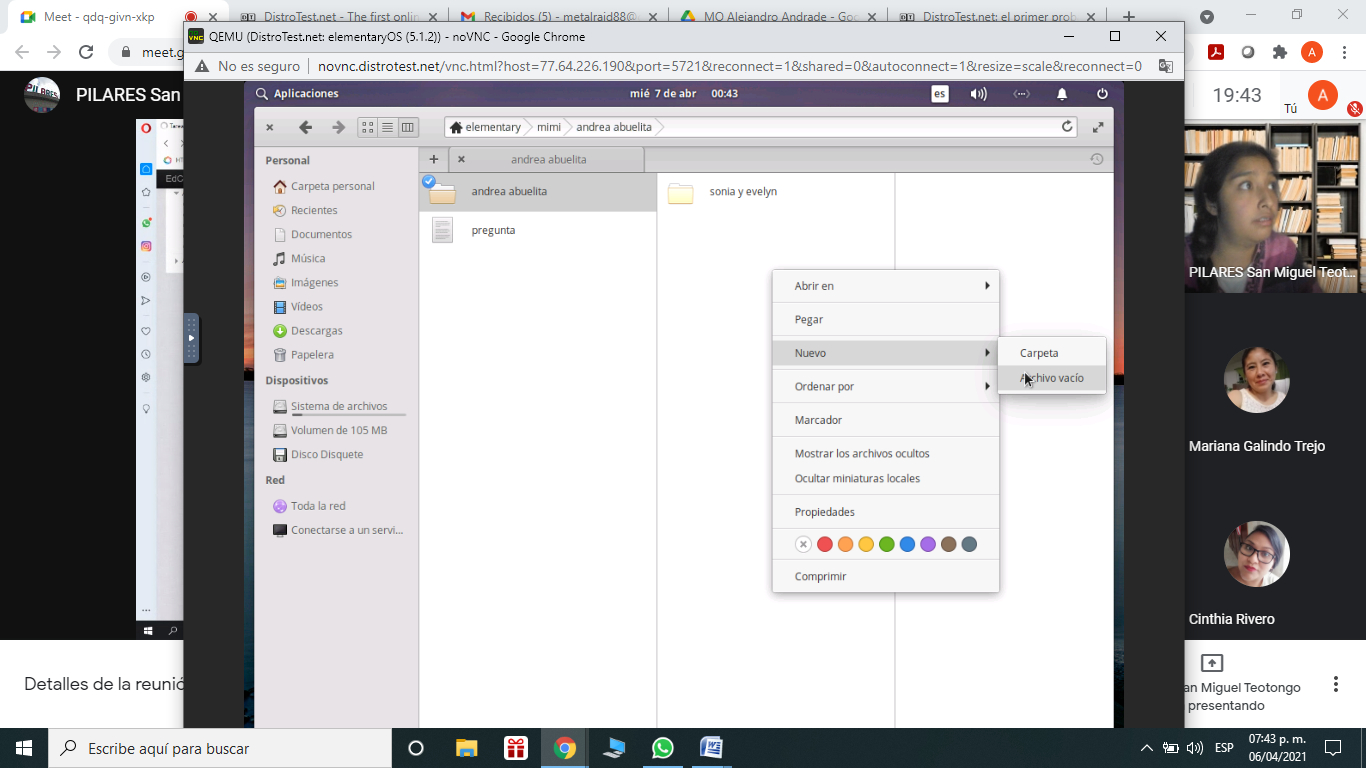 Meet - qdq-givn-xkp
DistroTest.net - The first onlin
Recibidos (5) - metalraid88@
MO Alejandro Andrade - Goo
DistroTest.net: el primer prob
QEMU (DistroTest.net: elementaryOS (5.1.2)) - noVNC - Google Chrome
meet.g
No es seguro
novnc.distrotest.net/vnc.html?host=77.64.226.190&port=5721&reconnect=1&shared=0&autoconnect=1&resize=scale&reconnect=0
A
PILARES San
Aplicaciones
mié 7 de abr 00:43
es
19:43
Tú
A
elementary
mimi
andrea abuelita
andrea abuelita
Personal
Carpeta personal
Recientes
Documentos
Música
Imágenes
Vídeos
Descargas
Papelera
Dispositivos
Sistema de archivos
Volumen de 105 MB
Disco Disquete
Red
Toda la red
Conectarse a un servi...
andrea abuelita
pregunta
sonia y evelyn
Abrir en
Pegar
Nuevo
Ordenar por
Marcador
Mostrar los archivos ocultos
Ocultar miniaturas locales
Propiedades
Comprimir
Carpeta
Archivo vacío
PILARES San Miguel Teot...
Mariana Galindo Trejo
Cinthia Rivero
Detalles de la reunió
an Miguel Teotongo
presentando
Escribe aquí para buscar
ESP
07:43 p. m.
06/04/2021